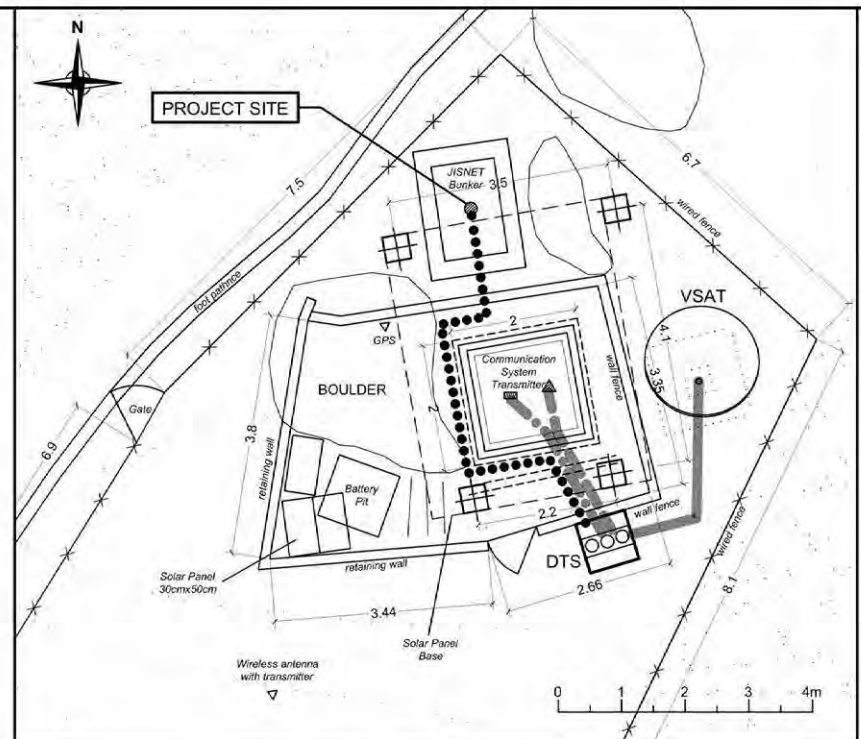 N
PROJECT SITE
7.5
JISNET
Bunker
3.5
6.7
wired fence
foot pathnce
VSAT
GPS
2
4.1
3.35
Communication
System
Transmitter
wall fence
BOULDER
2
Gate
6.9
3.8
retaining wall
Battery
Pit
2.2
wall fence
wired fence
retaining wall
DTS
8.1
Solar Panel
30cmx50cm
2.66
3.44
Solar Panel
Base
Wireless antenna
with transmitter
0 1 2 3 4m